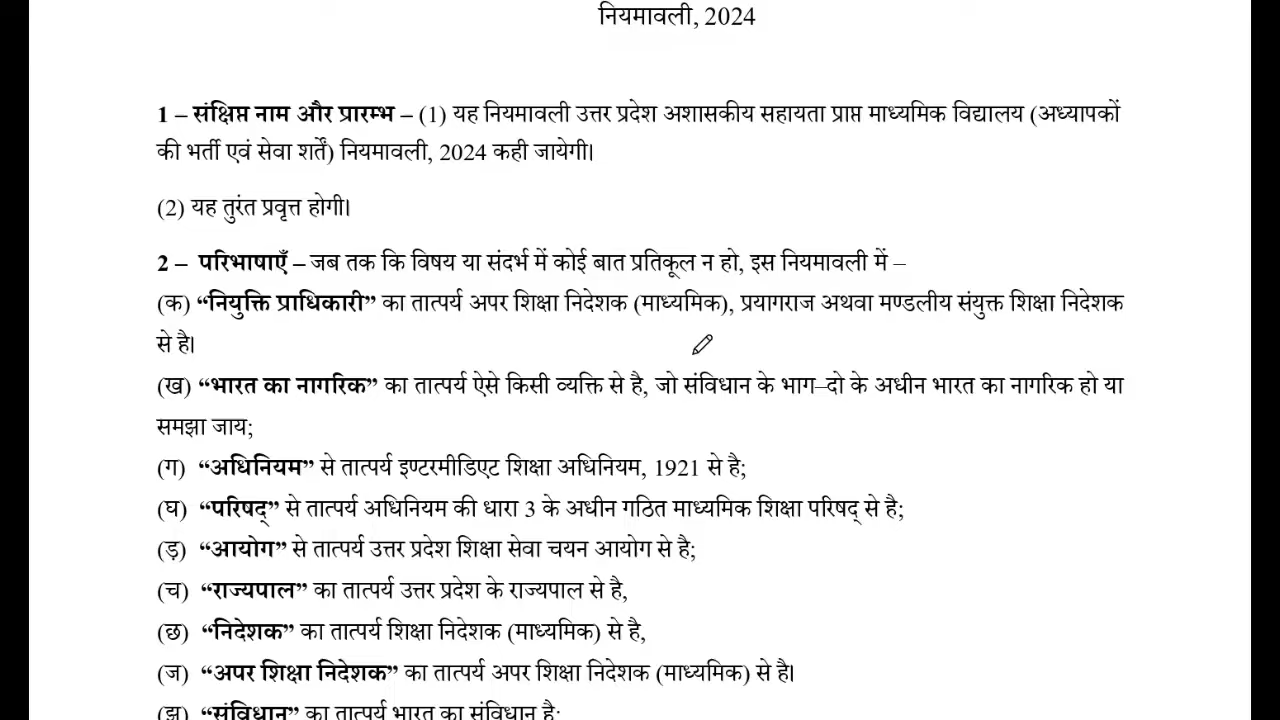 नियमावली, 2024
1 – संक्षिप्त नाम और प्रारम्भ – (1) यह नियमावली उत्तर प्रदेश अशासकीय सहायता प्राप्त माध्यमिक विद्यालय (अध्यापकों
की भर्ती एवं सेवा शर्तें) नियमावली, 2024 कही जायेगी।
(2) यह तुरंत प्रवृत्त होगी।
2 – परिभाषाएँ – जब तक कि विषय या संदर्भ में कोई बात प्रतिकूल न हो, इस नियमावली में –
(क) “नियुक्ति प्राधिकारी” का तात्पर्य अपर शिक्षा निदेशक (माध्यमिक), प्रयागराज अथवा मण्डलीय संयुक्त शिक्षा निदेशक
से है।
(ख) “भारत का नागरिक” का तात्पर्य ऐसे किसी व्यक्ति से है, जो संविधान के भाग–दो के अधीन भारत का नागरिक हो या
समझा जाय;
(ग) “अधिनियम” से तात्पर्य इण्टरमीडिएट शिक्षा अधिनियम, 1921 से है;
(घ) “परिषद्” से तात्पर्य अधिनियम की धारा 3 के अधीन गठित माध्यमिक शिक्षा परिषद् से है;
(ड़) “आयोग” से तात्पर्य उत्तर प्रदेश शिक्षा सेवा चयन आयोग से है;
(च) “राज्यपाल” का तात्पर्य उत्तर प्रदेश के राज्यपाल से है,
(छ) “निदेशक” का तात्पर्य शिक्षा निदेशक (माध्यमिक) से है,
(ज) “अपर शिक्षा निदेशक” का तात्पर्य अपर शिक्षा निदेशक (माध्यमिक) से है।
(झ) “संविधान” का तात्पर्य भारत का संविधान है;